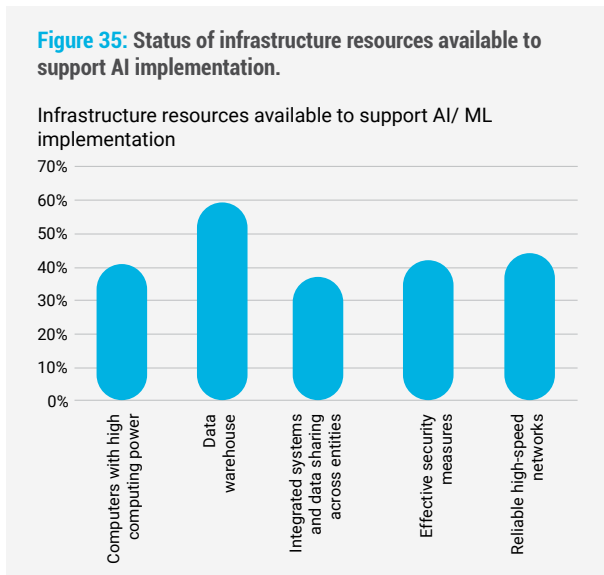 Figure 35: Status of infrastructure resources available to
support AI implementation.
Infrastructure resources available to support AI/ ML
implementation
70%
60%
50%
40%
30%
20%
10%
0%
Computers with high
computing power
Data
warehouse
Integrated systems
and data sharing
across entities
Effective security
measures
Reliable high-speed
networks